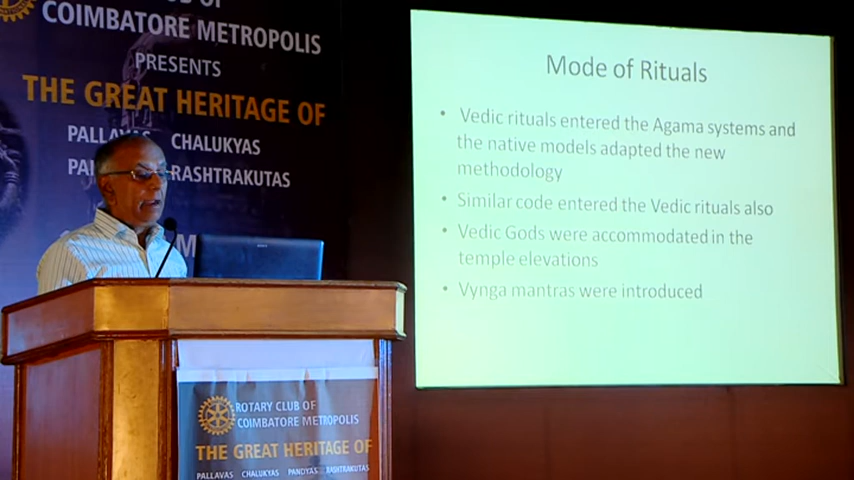 COIMBATORE METROPOLIS
PRESENTS
THE GREAT HERITAGE OF
PALLAVAS CHALUKYAS
RASHTRAKUTAS
Mode of Rituals
• Vedic rituals entered the Agama systems and
the native models adapted the new
methodology
• Similar code entered the Vedic rituals also
• Vedic Gods were accommodated in the
temple elevations
• Vynga mantras were introduced
ROTARY CLUB OF
COIMBATORE METROPOLIS
THE GREAT HERITAGE OF
PALLAVAS CHALUKYAS PANDYAS RASHTRAKUTAS